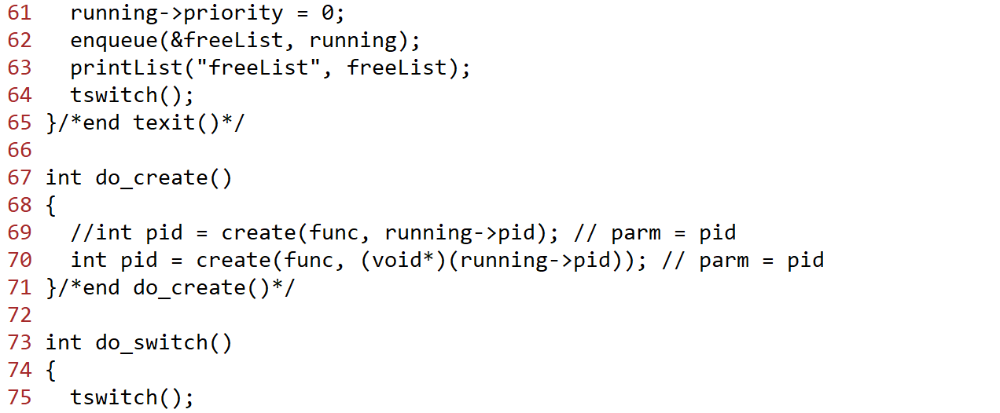 61   running->priority = 0;
62   enqueue(&freeList, running);
63   printList("freeList", freeList);
64   tswitch();
65 }/*end texit()*/
66
67 int do_create()
68 {
69   //int pid = create(func, running->pid); // parm = pid
70   int pid = create(func, (void*)(running->pid)); // parm = pid
71 }/*end do_create()*/
72
73 int do_switch()
74 {
75   tswitch();